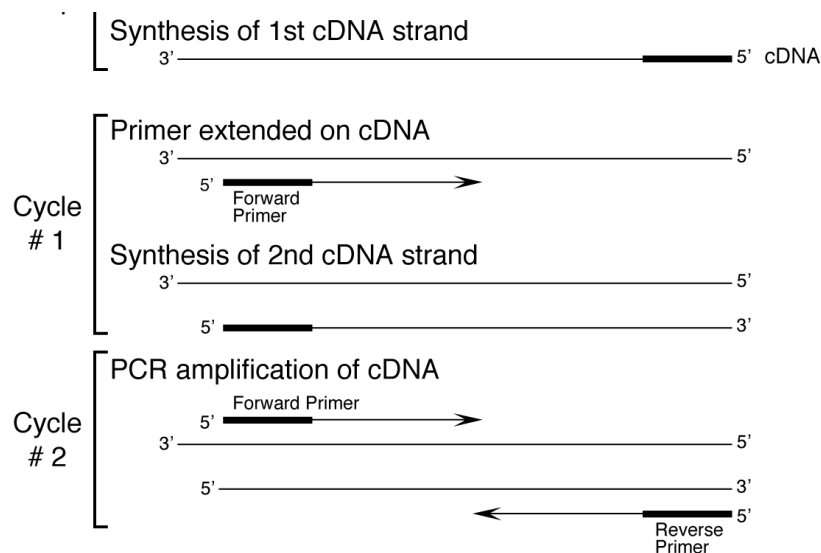 Synthesis of 1st cDNA strand
3’ 5’ cDNA
Primer extended on cDNA
3’ 5’
5’
Forward
Primer
Cycle
# 1
Synthesis of 2nd cDNA strand
3’ 5’
5’ 3’
PCR amplification of cDNA
Forward Primer
5’
Cycle
# 2
3’ 5’
5’ 3’
5’
Reverse
Primer